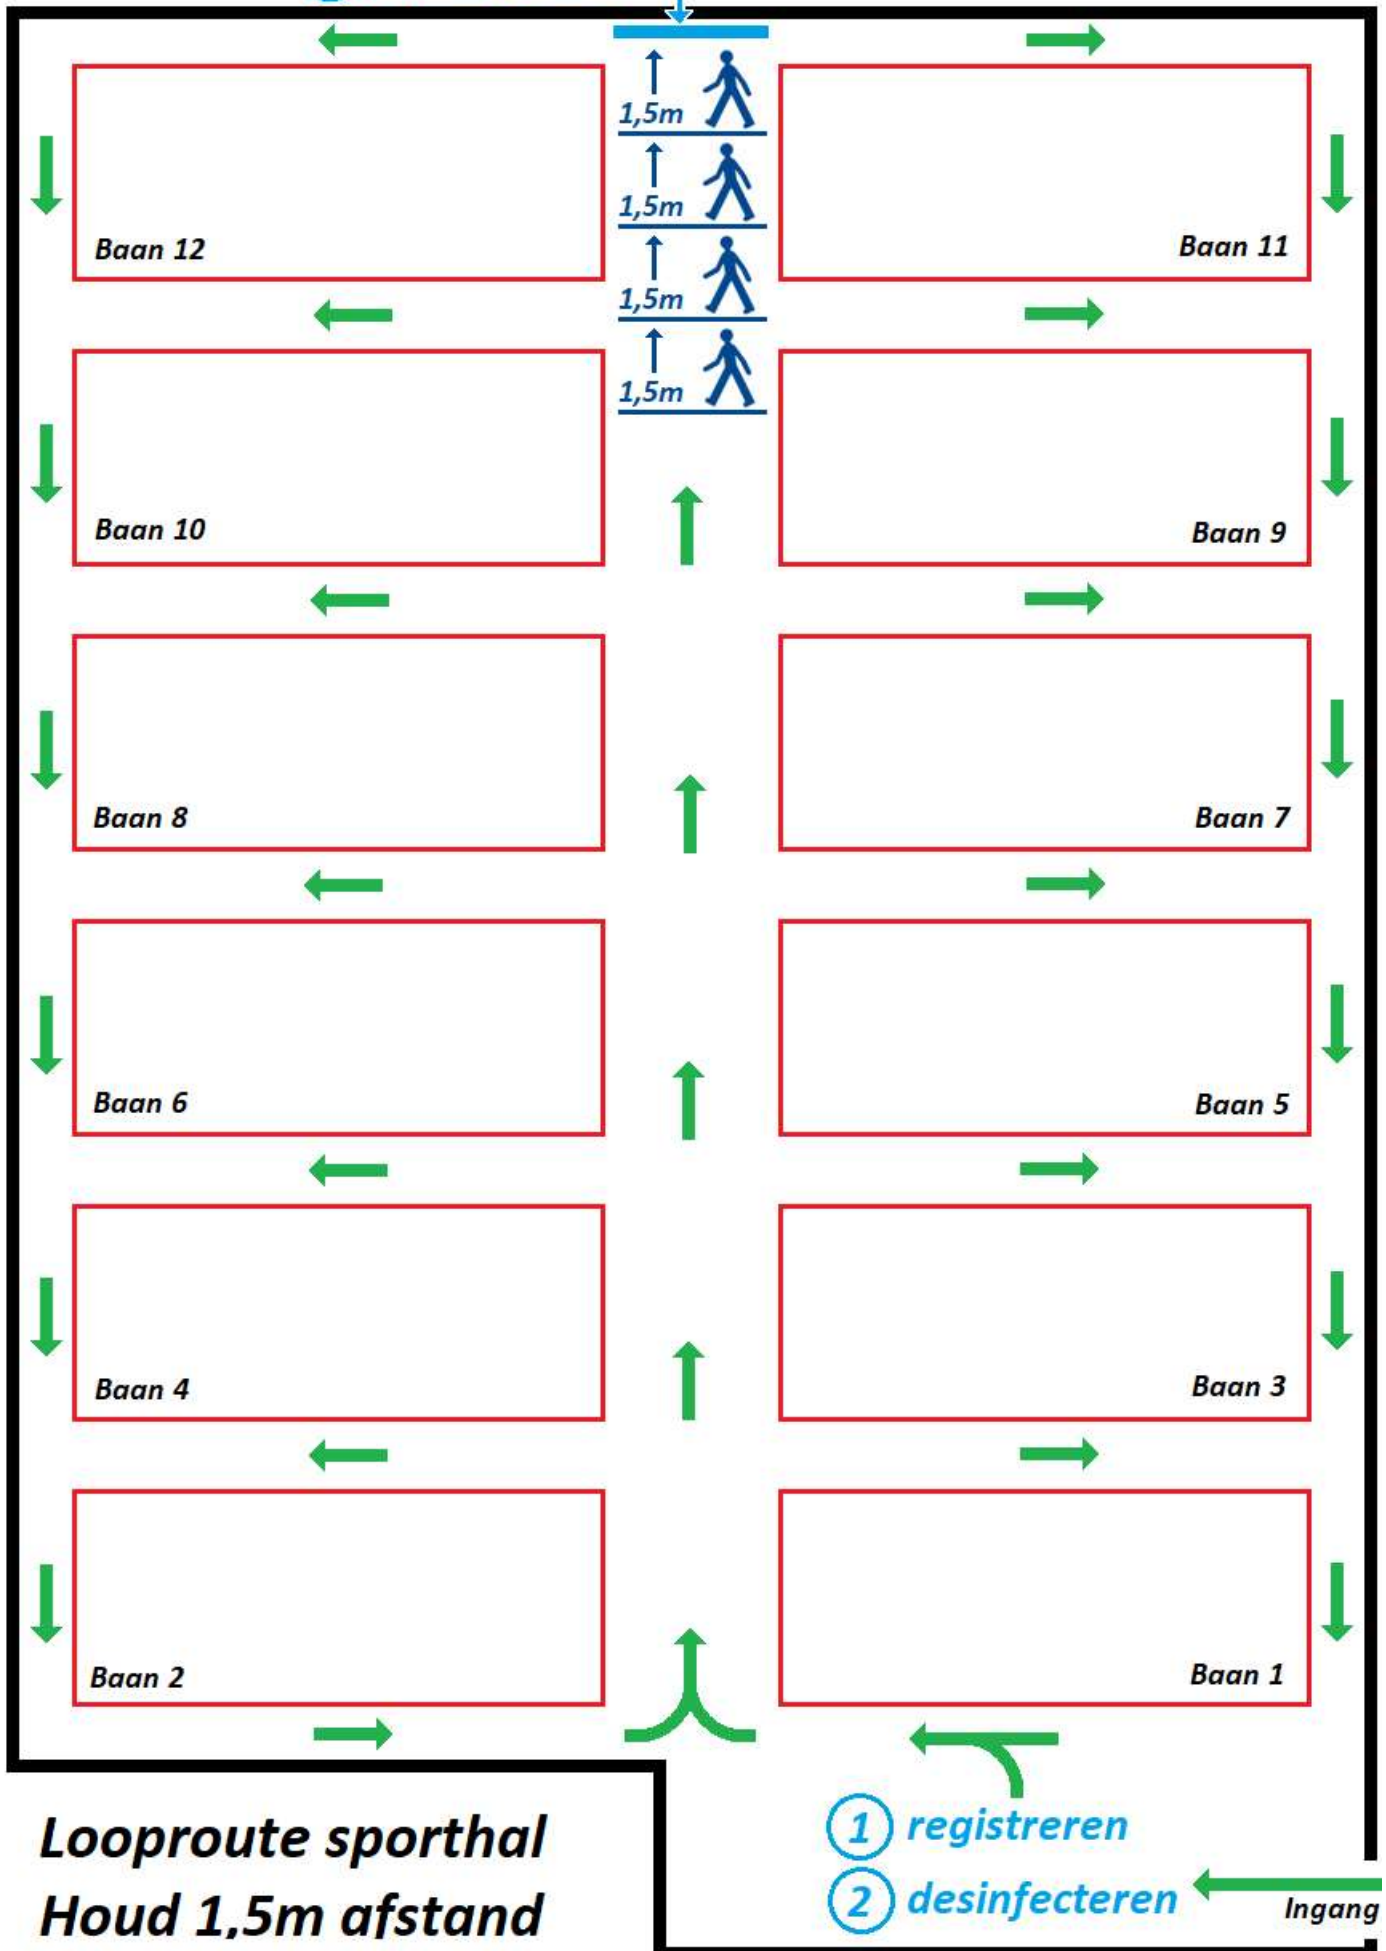 1,5m
1,5m
Baan 12
Baan 11
1,5m
1,5m
Baan 10
Baan 9
Baan 8
Baan 7
Baan 6
Baan 5
Baan 4
Baan 3
Baan 2
Baan 1
Looproute sporthal
Houd 1,5m afstand
1 registreren
2 desinfecteren
Ingang